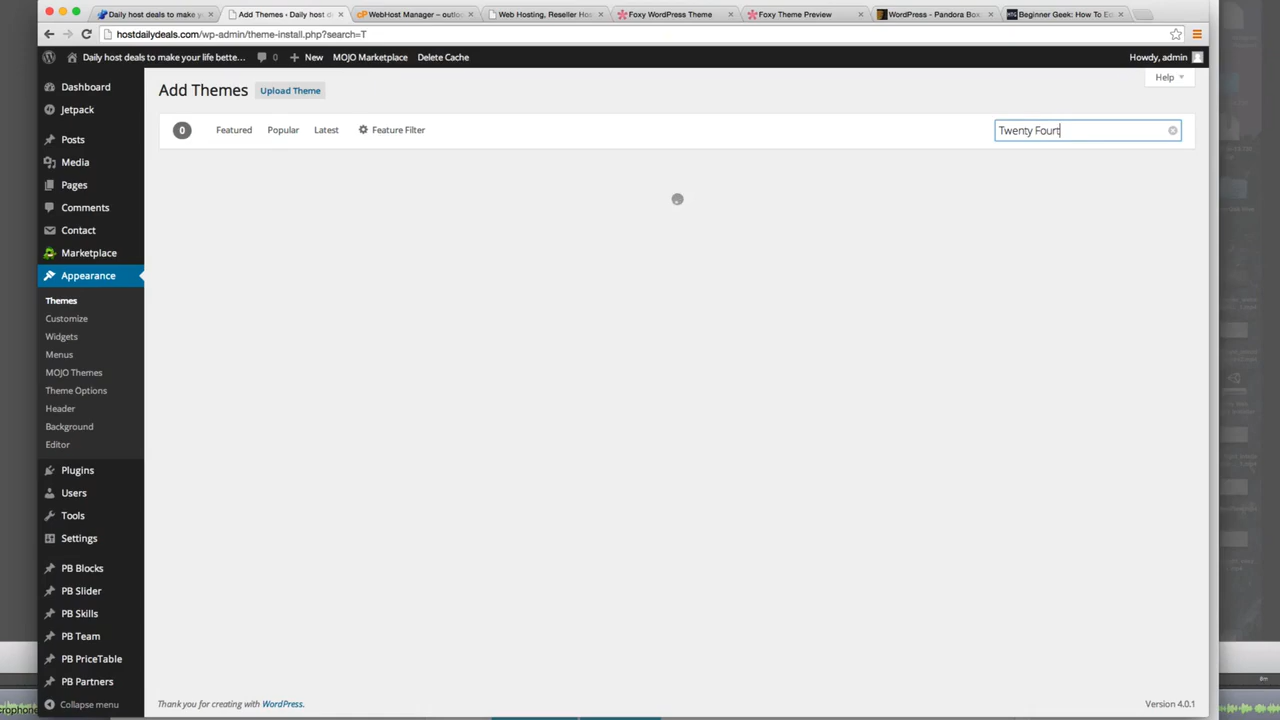 Daily host deals to make yo
Add Themes • Daily host d
WebHost Manager – outlo
Web Hosting, Reseller Hos
Foxy WordPress Theme
Foxy Theme Preview
WordPress - Pandora Box
Beginner Geek: How To Ed
hostdailydeals.com/wp-admin/theme-install.php?search=T
Daily host deals to make your life bette…
0
New
MOJO Marketplace
Delete Cache
Howdy, admin
Add Themes
Upload Theme
Help
0
Featured
Popular
Latest
Feature Filter
Twenty Fourt
Dashboard
Jetpack
Posts
Media
Pages
Comments
Contact
Marketplace
Appearance
Themes
Customize
Widgets
Menus
MOJO Themes
Theme Options
Header
Background
Editor
Plugins
Users
Tools
Settings
PB Blocks
PB Slider
PB Skills
PB Team
PB PriceTable
PB Partners
Collapse menu
Thank you for creating with WordPress.
Version 4.0.1
crophone